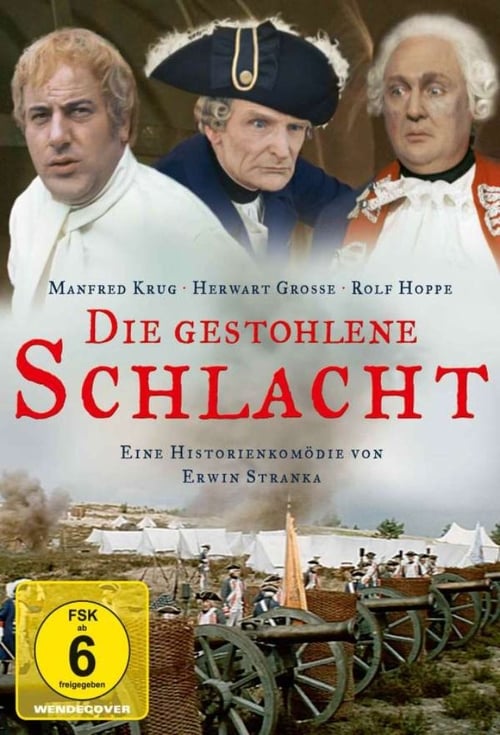 MANFRED KRUG · HERWART GROSSE · ROLF HOPPE
DIE GESTOHLENE
SCHLACHT
EINE HISTORIENKOMÖDIE VON
ERWIN STRANKA
FSK
ab
6
freigegeben
WENDECOVER